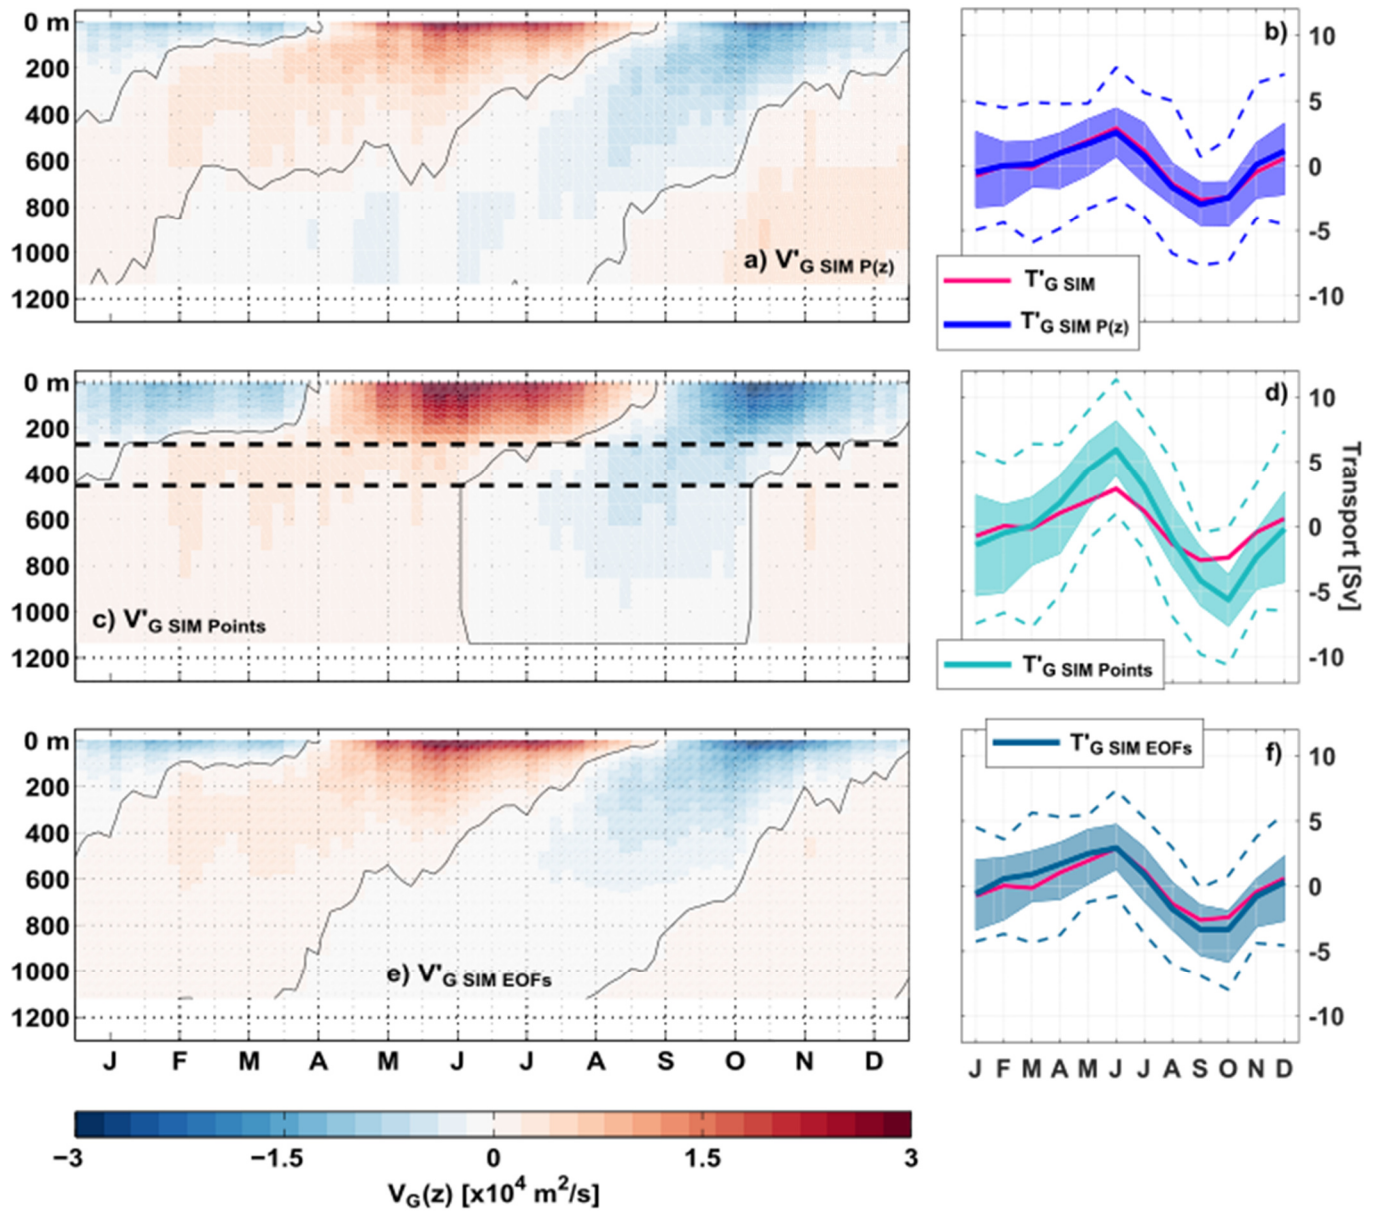 0 m
200
400
600
800
1000
1200
a) V'G SIM P(z)
b)
10
5
0
-5
-10
T'G SIM
T'G SIM P(z)
0 m
200
400
600
800
1000
1200
c) V'G SIM Points
d)
10
5
0
-5
-10
Transport [Sv]
T'G SIM Points
0 m
200
400
600
800
1000
1200
e) V'G SIM EOFs
J F M A M J J A S O N D
T'G SIM EOFs
f)
10
5
0
-5
-10
J F M A M J J A S O N D
−3 −1.5 0 1.5 3
VG(z) [x10⁴ m²/s]